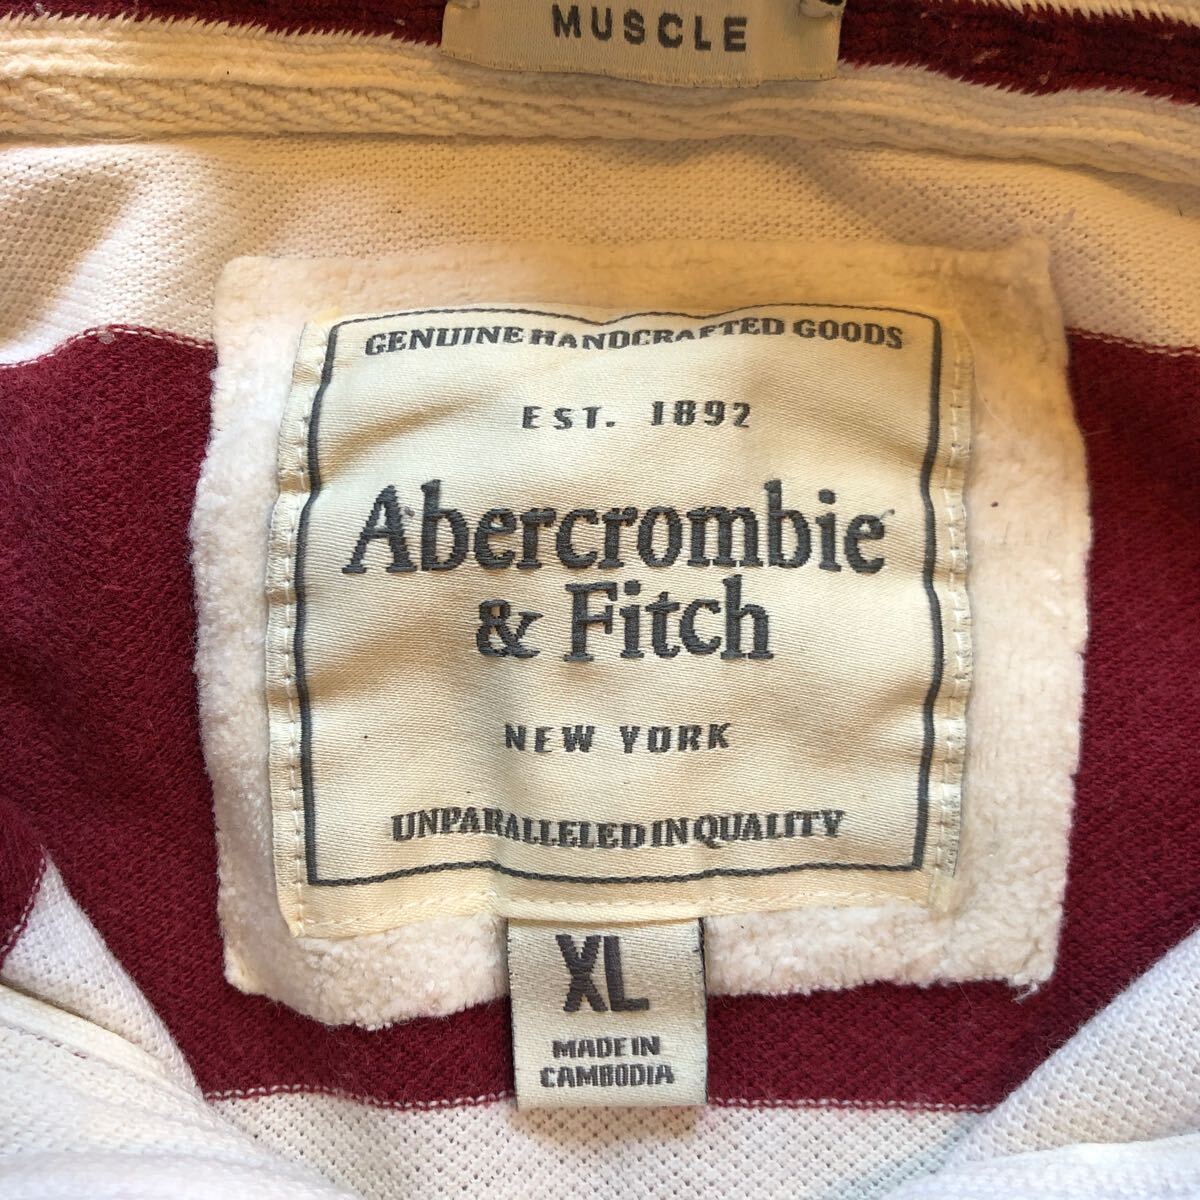 MUSCLE
GENUINE HANDCRAFTED GOODS
EST. 1892
Abercrombie
& Fitch
NEW YORK
UNPARALLELED IN QUALITY
XL
MADE IN
CAMBODIA